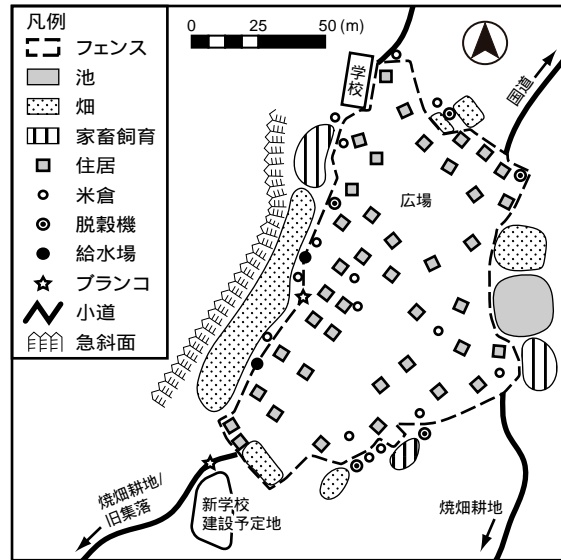 凡例
フェンス
池
畑
家畜飼育
住居
米倉
脱穀機
給水場
ブランコ
小道
急斜面
0 25 50 (m)
学校
国道
広場
焼畑耕地/
旧集落
新学校
建設予定地
焼畑耕地